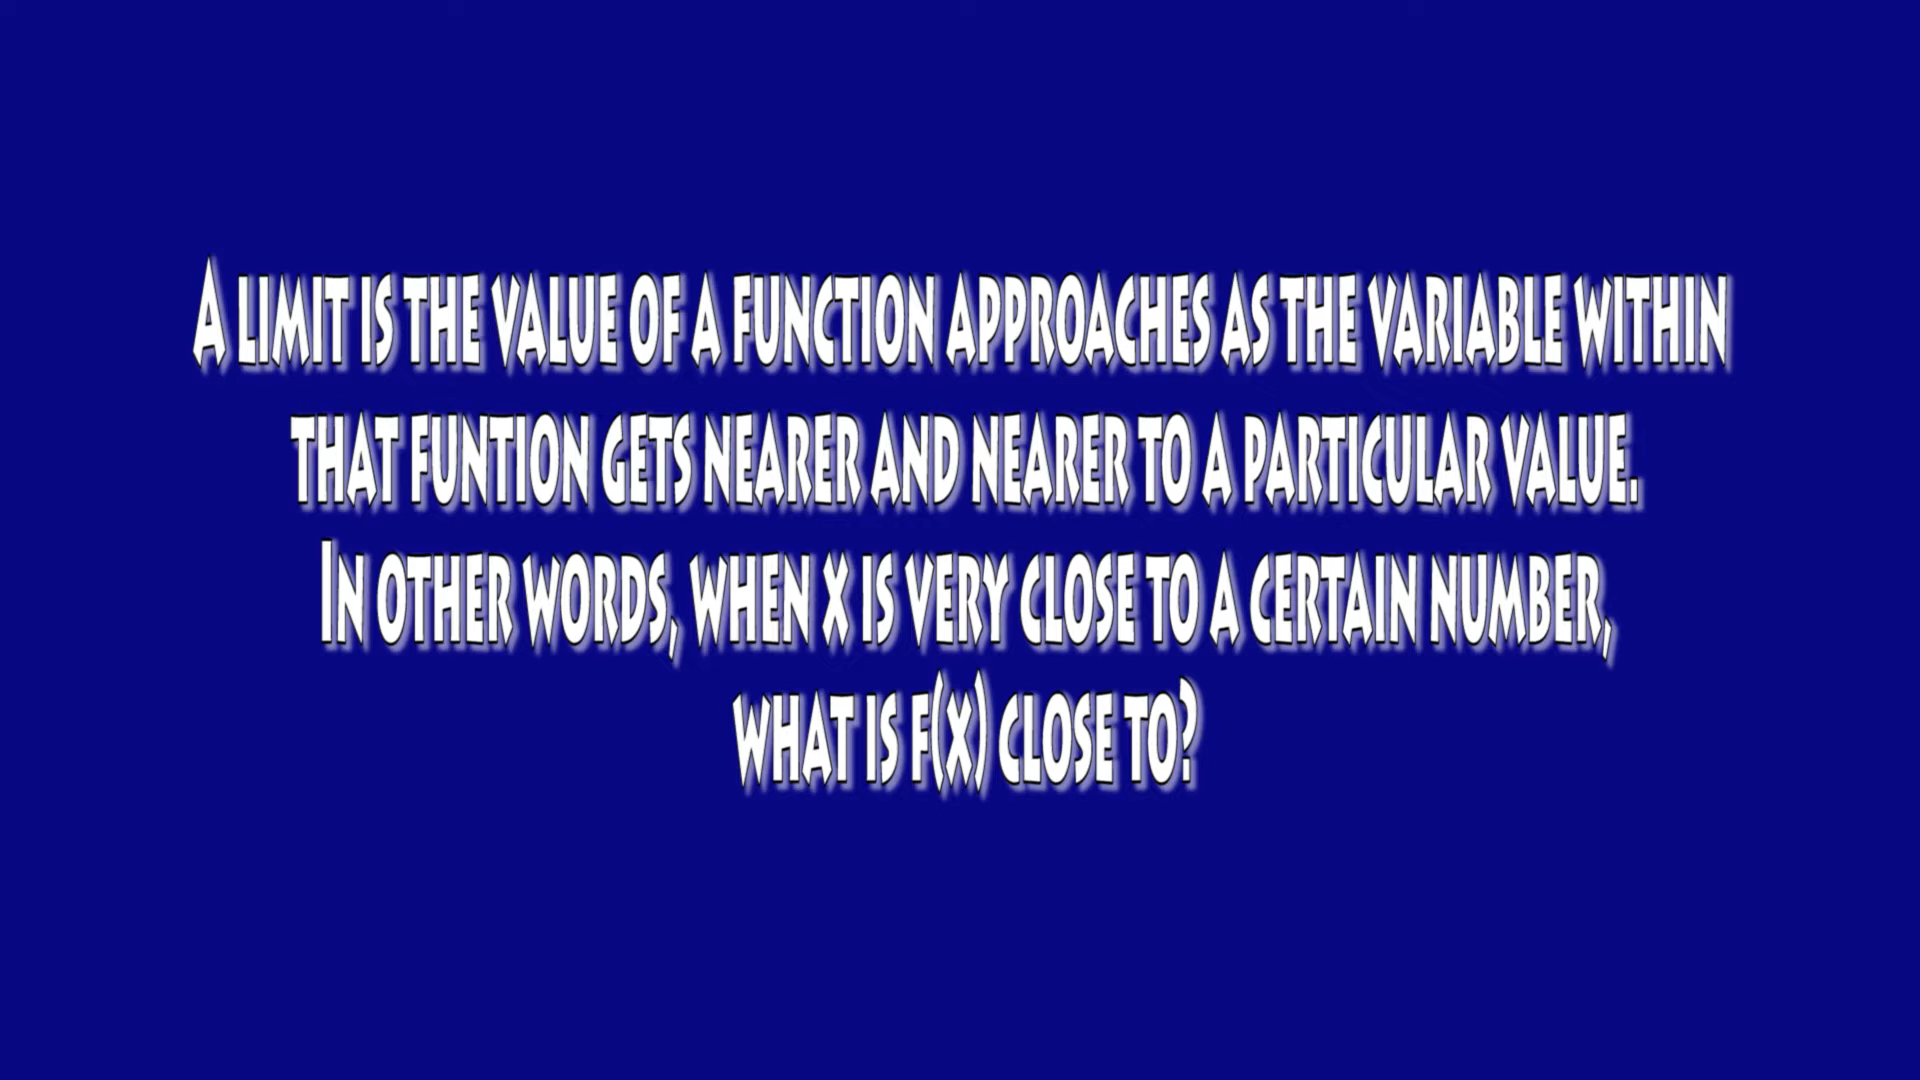 A limit is the value of a function approaches as the variable within
that funtion gets nearer and nearer to a particular value.
In other words, when x is very close to a certain number,
what is f(x) close to?